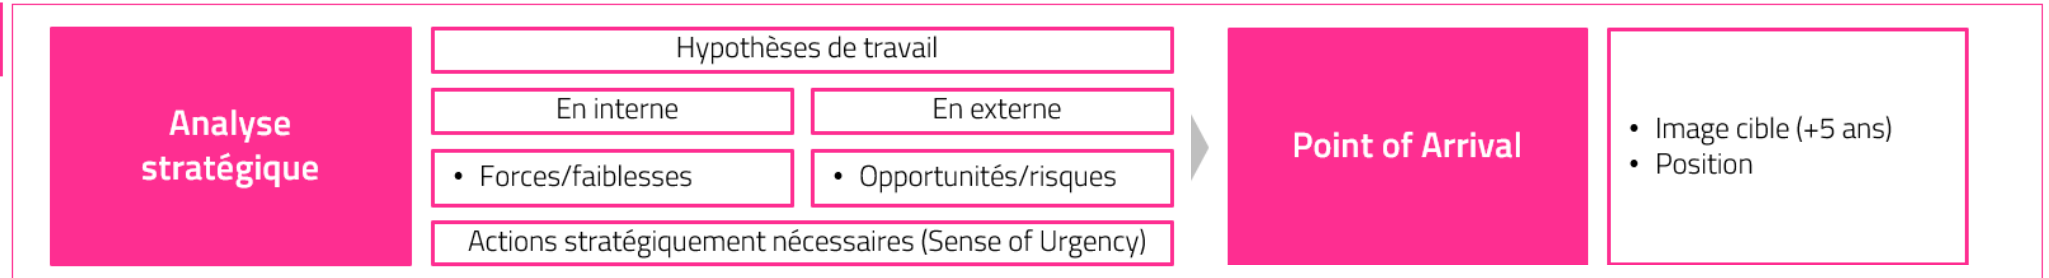 Analyse
stratégique
Hypothèses de travail
En interne
En externe
• Forces/faiblesses
• Opportunités/risques
Actions stratégiquement nécessaires (Sense of Urgency)
Point of Arrival
• Image cible (+5 ans)
• Position